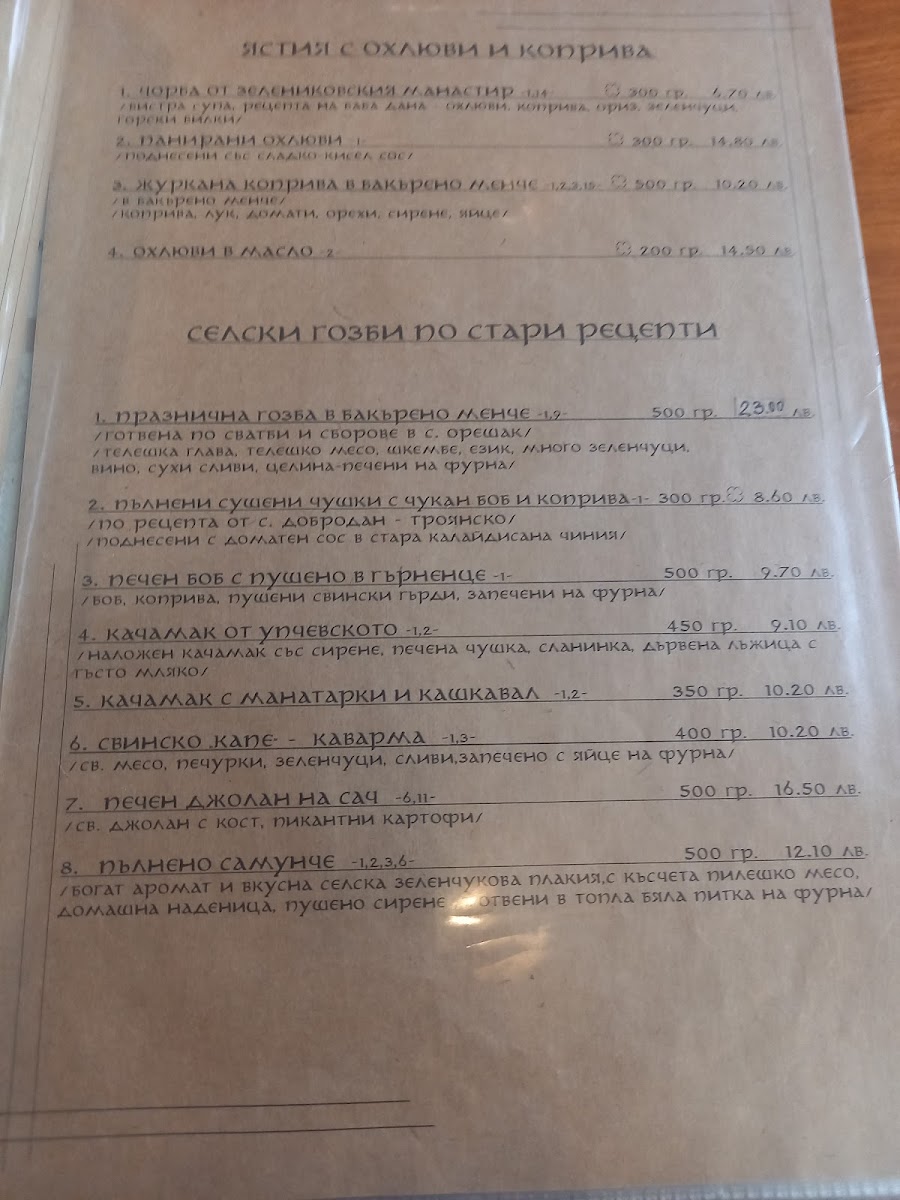 ЯСТИЯ С ОХЛЮВИ И КОПРИВА
1. ЧОРБА ОТ ЗЕЛЕНИКОВСКИЯ МАНАСТИР -1,14- 300 ГР. 6.70 ЛВ.
/БИСТРА СУПА, РЕЦЕПТА НА БАБА ДАНА - ОХЛЮВИ, КОПРИВА, ОРИЗ, ЗЕЛЕНЧУЦИ,
ГОРСКИ БИЛКИ/
2. ПАНИРАНИ ОХЛЮВИ -1- 300 ГР. 14.80 ЛВ.
/ПОДНЕСЕНИ СЪС СЛАДКО КИСЕЛ СОС/
3. ЖУРКАНА КОПРИВА В БАКЪРЕНО МЕНЧЕ -1,2,3,15- 500 ГР. 10.20 ЛВ.
/В БАКЪРЕНО МЕНЧЕ/
/КОПРИВА, ЛУК, ДОМАТИ, ОРЕХИ, СИРЕНЕ, ЯЙЦЕ/
4. ОХЛЮВИ В МАСЛО -2- 200 ГР. 14.50 ЛВ.
СЕЛСКИ ГОЗБИ ПО СТАРИ РЕЦЕПТИ
1. ПРАЗНИЧНА ГОЗБА В БАКЪРЕНО МЕНЧЕ -1,9- 500 ГР. 23.00 ЛВ.
/ГОТВЕНА ПО СВАТБИ И СБОРОВЕ В С. ОРЕШАК/
/ТЕЛЕШКА ГЛАВА, ТЕЛЕШКО МЕСО, ШКЕМБЕ, ЕЗИК, МНОГО ЗЕЛЕНЧУЦИ,
ВИНО, СУХИ СЛИВИ, ЦЕЛИНА-ПЕЧЕНИ НА ФУРНА/
2. ПЪЛНЕНИ СУШЕНИ ЧУШКИ С ЧУКАН БОБ И КОПРИВА-1- 300 ГР. 8.60 ЛВ.
/ПО РЕЦЕПТА ОТ С. ДОБРОДАН - ТРОЯНСКО/
/ПОДНЕСЕНИ С ДОМАТЕН СОС В СТАРА КАЛАЙДИСАНА ЧИНИЯ/
3. ПЕЧЕН БОБ С ПУШЕНО В ГЪРНЕНЦЕ -1- 500 ГР. 9.70 ЛВ.
/БОБ, КОПРИВА, ПУШЕНИ СВИНСКИ ГЪРДИ, ЗАПЕЧЕНИ НА ФУРНА/
4. КАЧАМАК ОТ УПЧЕВСКОТО -1,2- 450 ГР. 9.10 ЛВ.
/НАЛОЖЕН КАЧАМАК СЪС СИРЕНЕ, ПЕЧЕНА ЧУШКА, СЛАНИНКА, ДЪРВЕНА ЛЪЖИЦА С
ГЪСТО МЛЯКО/
5. КАЧАМАК С МАНАТАРКИ И КАШКАВАЛ -1,2- 350 ГР. 10.20 ЛВ.
6. СВИНСКО КАПЕ - КАВАРМА -1,3- 400 ГР. 10.20 ЛВ.
/СВ. МЕСО, ПЕЧУРКИ, ЗЕЛЕНЧУЦИ, СЛИВИ,ЗАПЕЧЕНО С ЯЙЦЕ НА ФУРНА/
7. ПЕЧЕН ДЖОЛАН НА САЧ -6,11- 500 ГР. 16.50 ЛВ.
/СВ. ДЖОЛАН С КОСТ, ПИКАНТНИ КАРТОФИ/
8. ПЪЛНЕНО САМУНЧЕ -1,2,3,6- 500 ГР. 12.10 ЛВ.
/БОГАТ АРОМАТ И ВКУСНА СЕЛСКА ЗЕЛЕНЧУКОВА ПЛАКИЯ,С КЪСЧЕТА ПИЛЕШКО МЕСО,
ДОМАШНА НАДЕНИЦА, ПУШЕНО СИРЕНЕ В ТОПЛА БЯЛА ПИТКА НА ФУРНА/